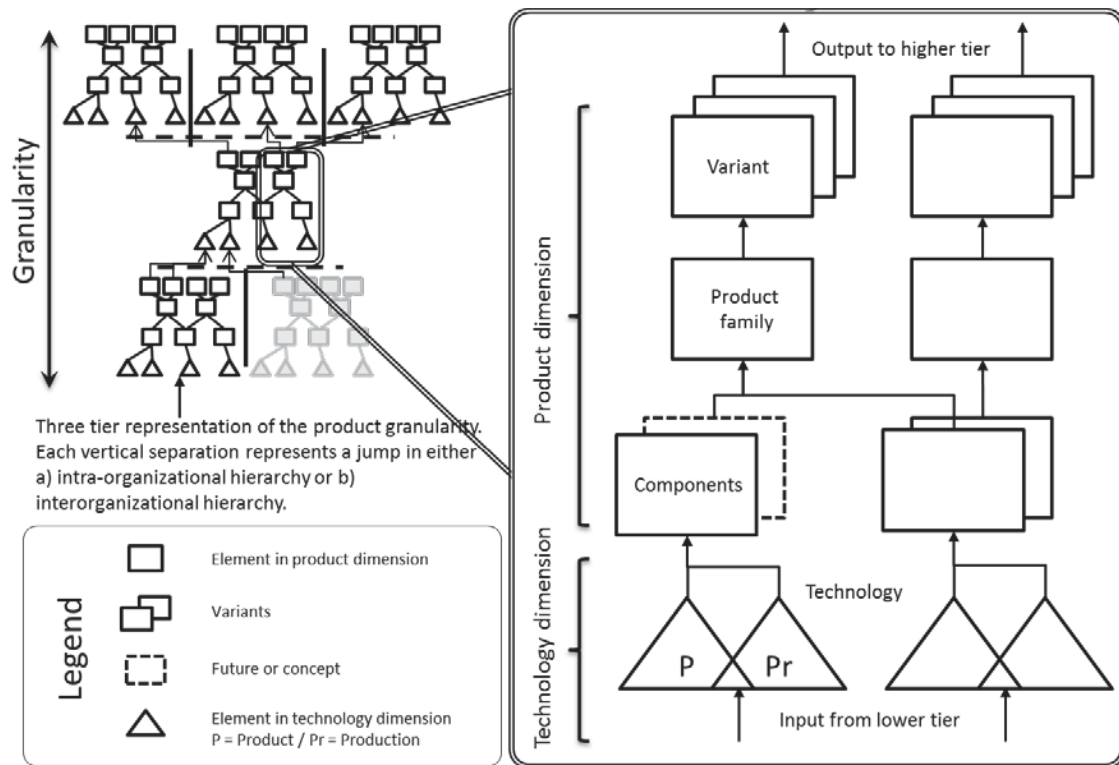 Granularity
Three tier representation of the product granularity.
Each vertical separation represents a jump in either
a) intra-organizational hierarchy or b)
interorganizational hierarchy.
Legend
Element in product dimension
Variants
Future or concept
Element in technology dimension
P = Product / Pr = Production
Output to higher tier
Product dimension
Variant
Product
family
Components
Technology dimension
Technology
P
Pr
Input from lower tier